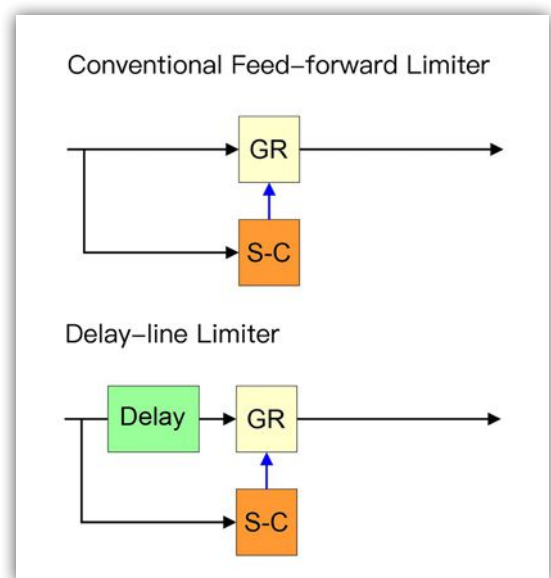 Conventional Feed–forward Limiter
GR
S-C
Delay–line Limiter
Delay
GR
S-C